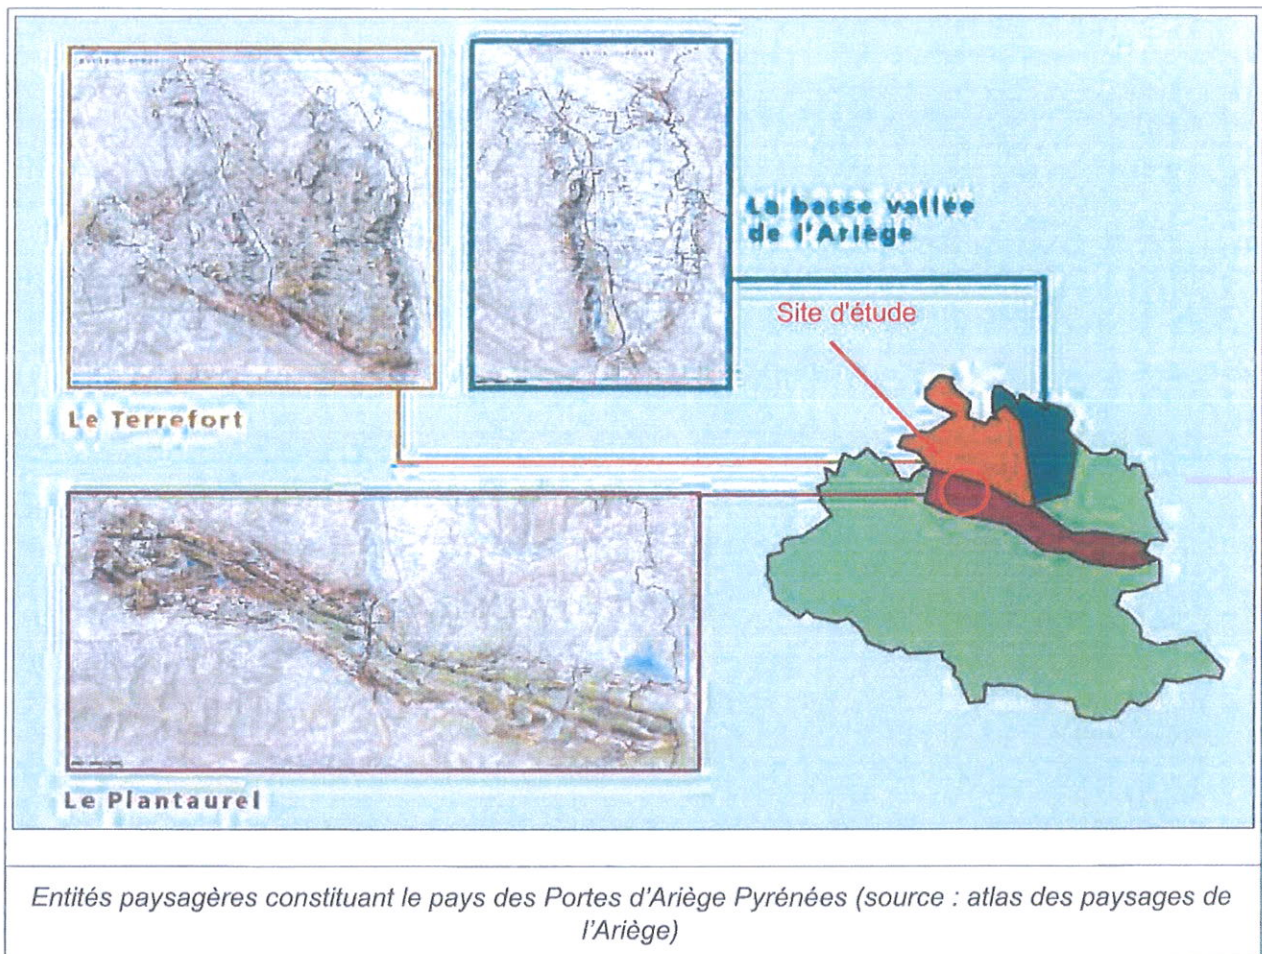 La basse vallée
de l'Ariège
Site d'étude
Le Terrefort
Le Plantaurel
Entités paysagères constituant le pays des Portes d'Ariège Pyrénées (source : atlas des paysages de
l'Ariège)